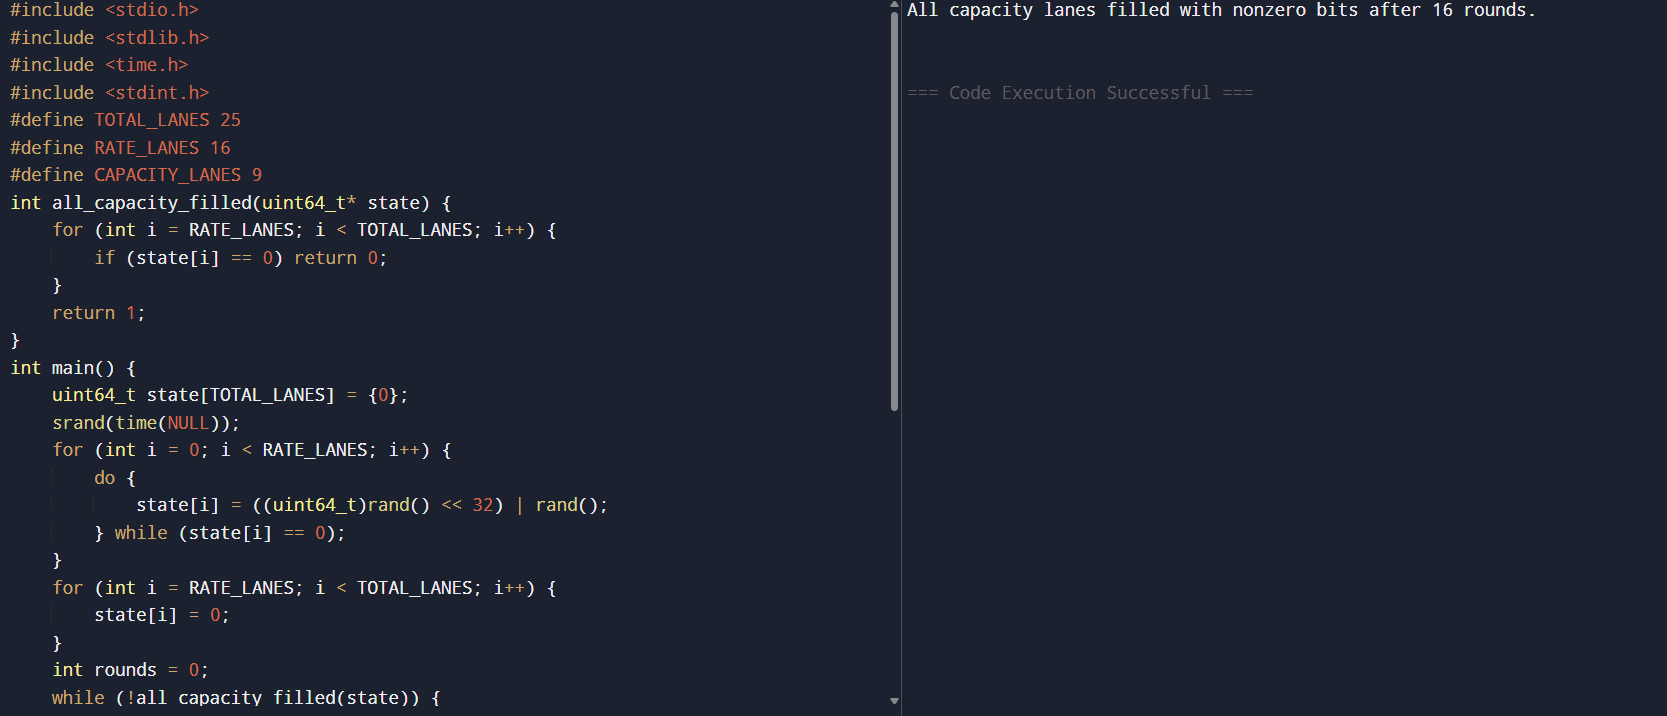 #include <stdio.h>
#include <stdlib.h>
#include <time.h>
#include <stdint.h>
#define TOTAL_LANES 25
#define RATE_LANES 16
#define CAPACITY_LANES 9
int all_capacity_filled(uint64_t* state) {
    for (int i = RATE_LANES; i < TOTAL_LANES; i++) {
        if (state[i] == 0) return 0;
    }
    return 1;
}
int main() {
    uint64_t state[TOTAL_LANES] = {0};
    srand(time(NULL));
    for (int i = 0; i < RATE_LANES; i++) {
        do {
            state[i] = ((uint64_t)rand() << 32) | rand();
        } while (state[i] == 0);
    }
    for (int i = RATE_LANES; i < TOTAL_LANES; i++) {
        state[i] = 0;
    }
    int rounds = 0;
    while (!all_capacity_filled(state)) {
All capacity lanes filled with nonzero bits after 16 rounds.
=== Code Execution Successful ===